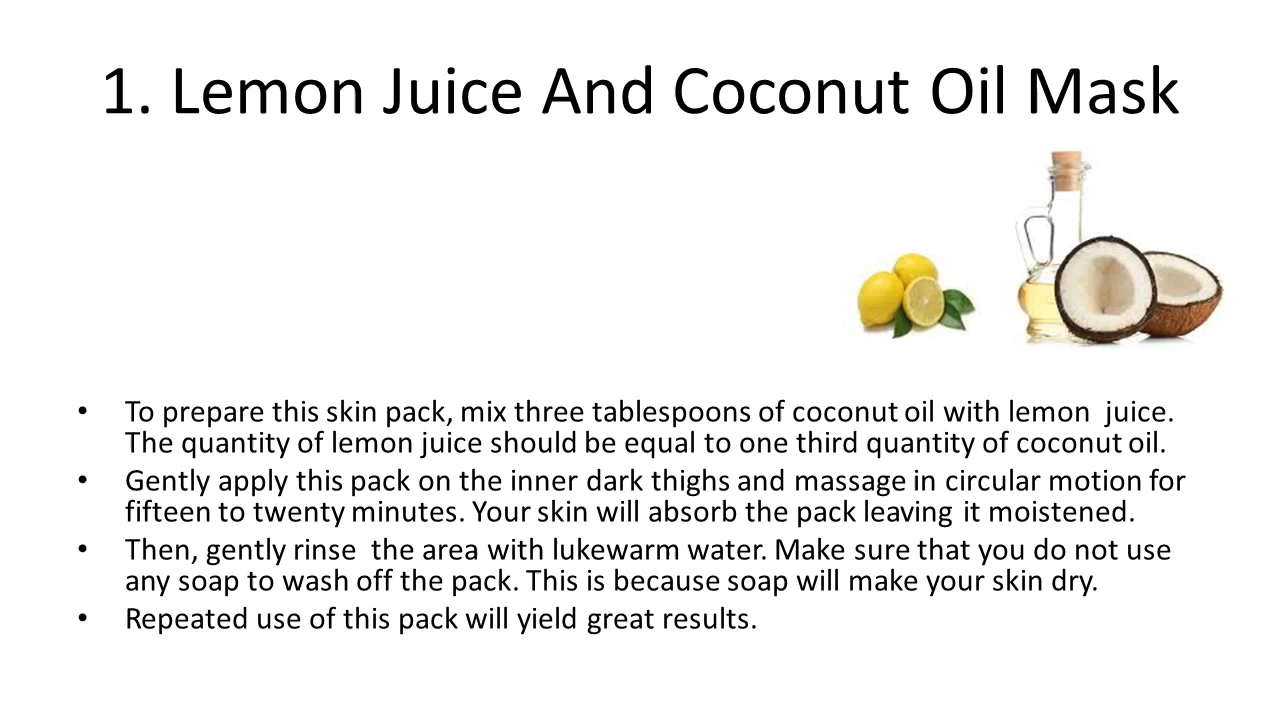 1. Lemon Juice And Coconut Oil Mask
• To prepare this skin pack, mix three tablespoons of coconut oil with lemon  juice.
The quantity of lemon juice should be equal to one third quantity of coconut oil.
• Gently apply this pack on the inner dark thighs and massage in circular motion for
fifteen to twenty minutes. Your skin will absorb the pack leaving it moistened.
• Then, gently rinse  the area with lukewarm water. Make sure that you do not use
any soap to wash off the pack. This is because soap will make your skin dry.
• Repeated use of this pack will yield great results.